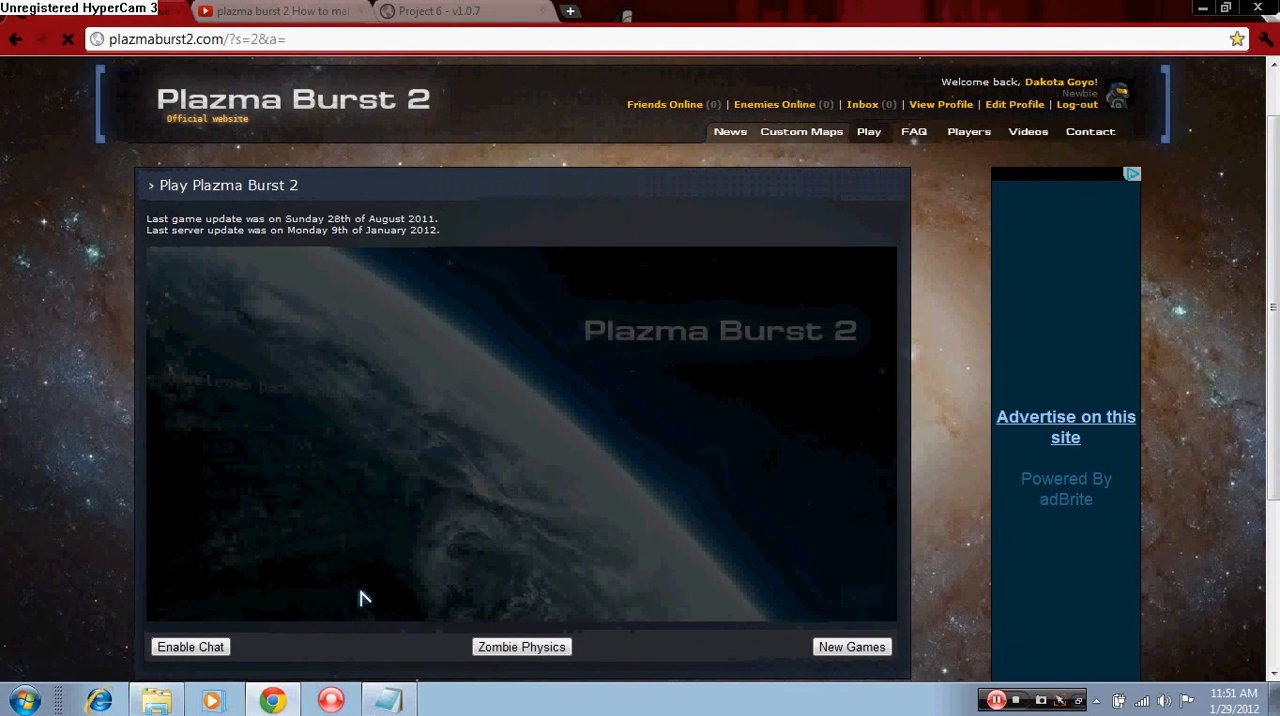 Unregistered HyperCam 3
plazma burst 2 How to mal
Project 6 - v1.0.7
plazmaburst2.com/?s=2&a=
Plazma Burst 2
Official website
Welcome back, Dakota Goyo!
Newbie
Friends Online (0) | Enemies Online (0) | Inbox (0) | View Profile | Edit Profile | Log-out
News Custom Maps Play FAQ Players Videos Contact
› Play Plazma Burst 2
Last game update was on Sunday 28th of August 2011.
Last server update was on Monday 9th of January 2012.
Plazma Burst 2
Advertise on this
site
Powered By
adBrite
Enable Chat
Zombie Physics
New Games
11:51 AM
1/29/2012